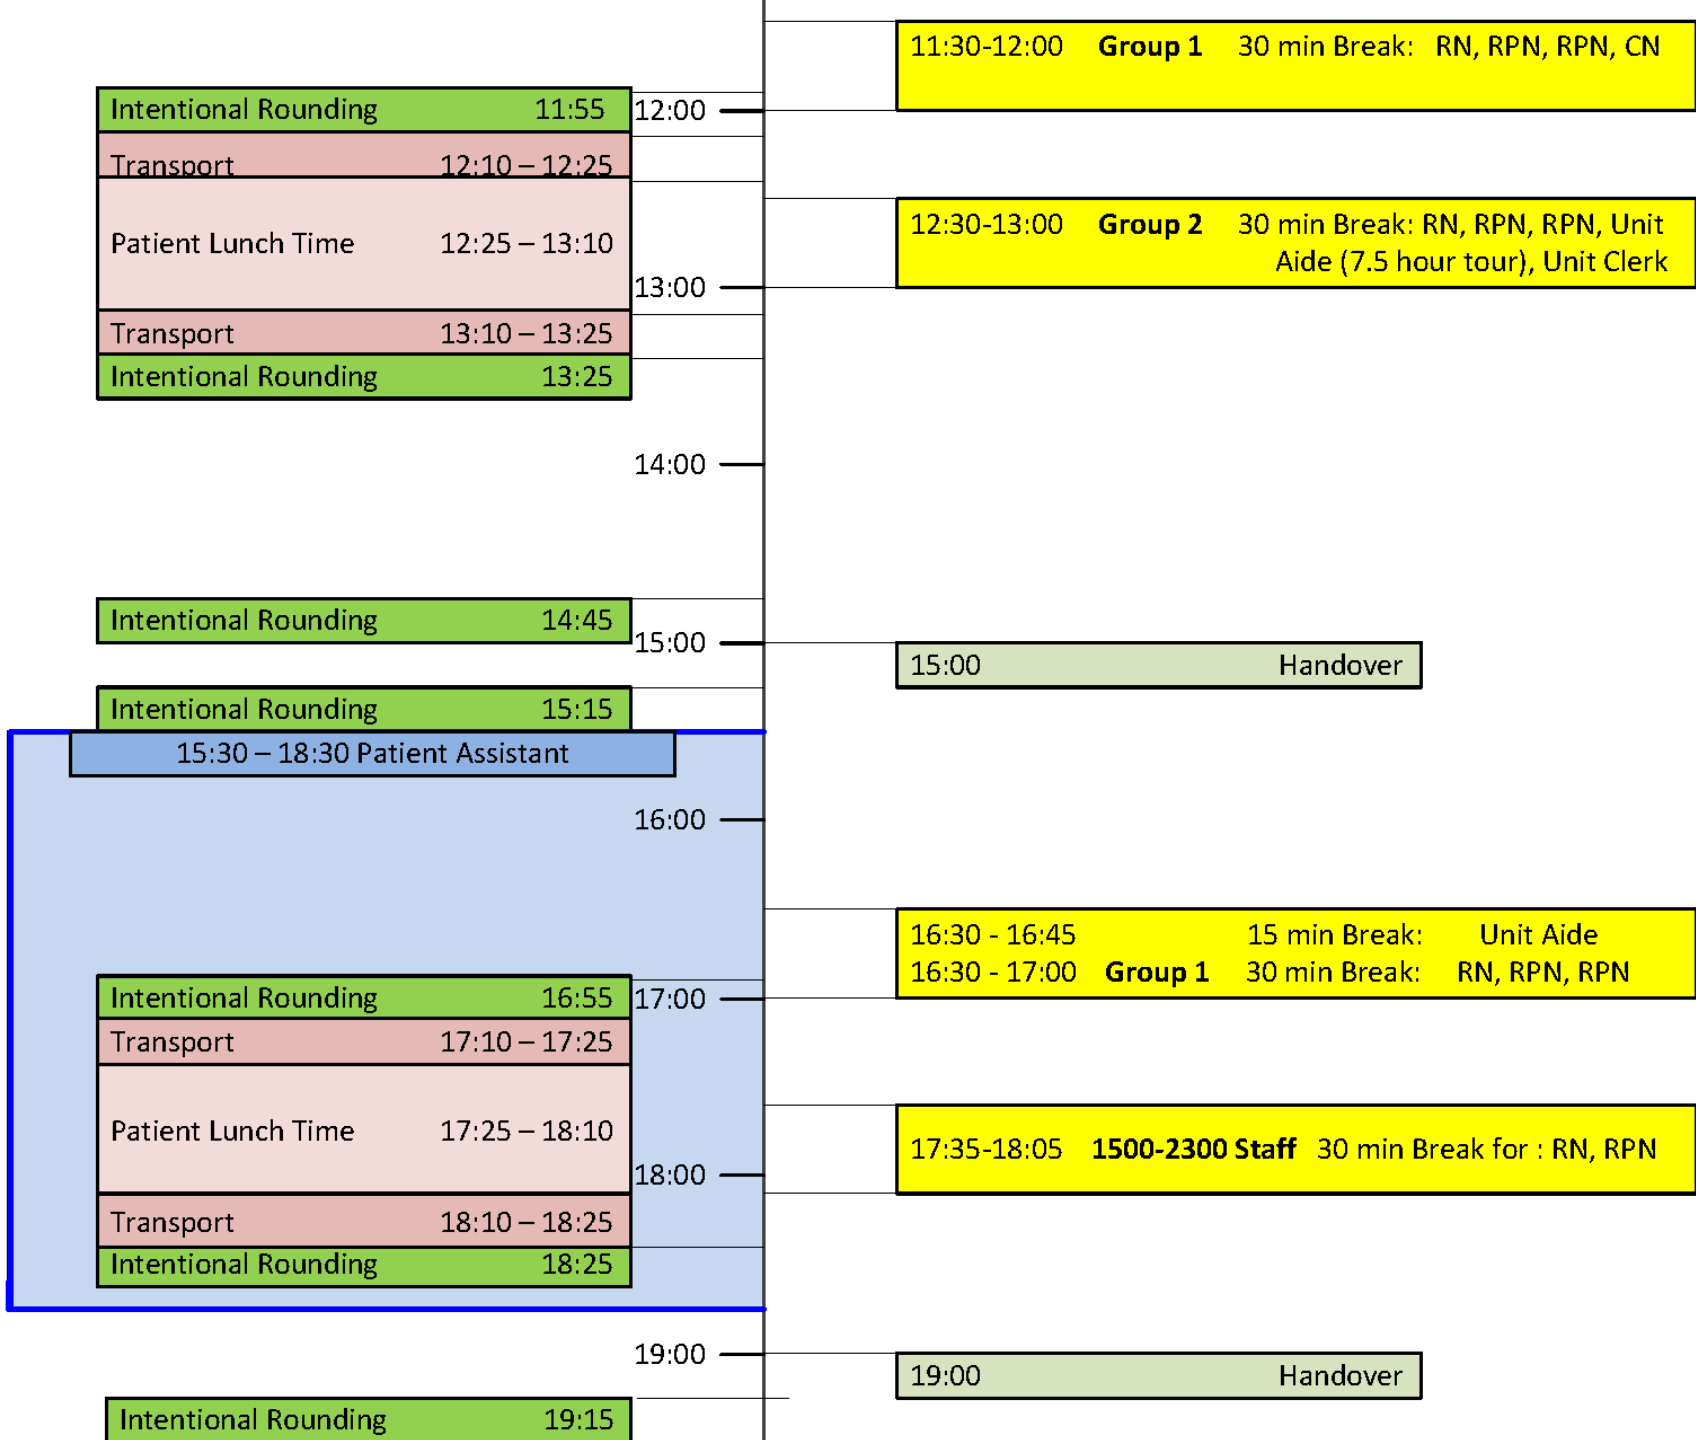 11:30-12:00 Group 1 30 min Break: RN, RPN, RPN, CN
Intentional Rounding 11:55
12:00
Transport 12:10 – 12:25
Patient Lunch Time 12:25 – 13:10
12:30-13:00 Group 2 30 min Break: RN, RPN, RPN, Unit
Aide (7.5 hour tour), Unit Clerk
13:00
Transport 13:10 – 13:25
Intentional Rounding 13:25
14:00
Intentional Rounding 14:45
15:00
15:00 Handover
Intentional Rounding 15:15
15:30 – 18:30 Patient Assistant
16:00
16:30 - 16:45 15 min Break: Unit Aide
16:30 - 17:00 Group 1 30 min Break: RN, RPN, RPN
Intentional Rounding 16:55
17:00
Transport 17:10 – 17:25
Patient Lunch Time 17:25 – 18:10
17:35-18:05 1500-2300 Staff 30 min Break for : RN, RPN
18:00
Transport 18:10 – 18:25
Intentional Rounding 18:25
19:00
19:00 Handover
Intentional Rounding 19:15